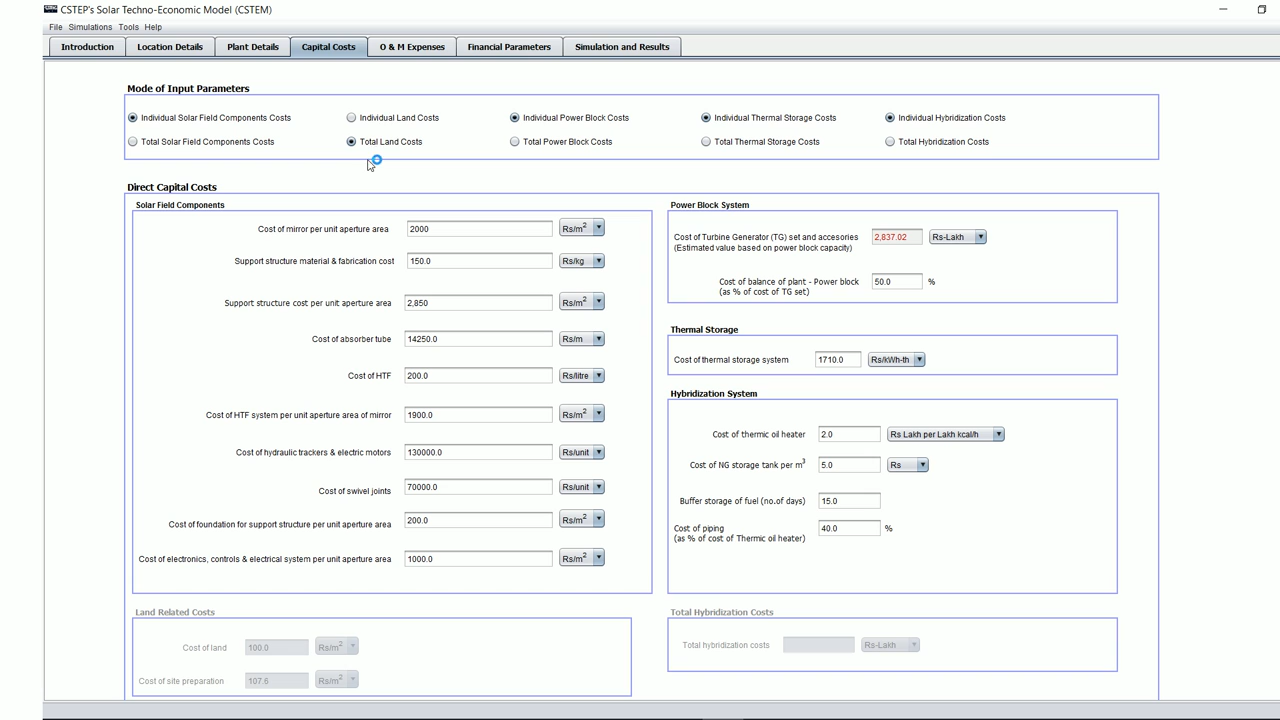 CSTEP's Solar Techno-Economic Model (CSTEM)
File Simulations Tools Help
Introduction Location Details Plant Details Capital Costs O & M Expenses Financial Parameters Simulation and Results
Mode of Input Parameters
Individual Solar Field Components Costs Individual Land Costs Individual Power Block Costs Individual Thermal Storage Costs Individual Hybridization Costs
Total Solar Field Components Costs Total Land Costs Total Power Block Costs Total Thermal Storage Costs Total Hybridization Costs
Direct Capital Costs
Solar Field Components
Cost of mirror per unit aperture area 2000 Rs/m²
Support structure material & fabrication cost 150.0 Rs/kg
Support structure cost per unit aperture area 2,850 Rs/m²
Cost of absorber tube 14250.0 Rs/m
Cost of HTF 200.0 Rs/litre
Cost of HTF system per unit aperture area of mirror 1900.0 Rs/m²
Cost of hydraulic trackers & electric motors 130000.0 Rs/unit
Cost of swivel joints 70000.0 Rs/unit
Cost of foundation for support structure per unit aperture area 200.0 Rs/m²
Cost of electronics, controls & electrical system per unit aperture area 1000.0 Rs/m²
Land Related Costs
Cost of land 100.0 Rs/m²
Cost of site preparation 107.6 Rs/m²
Power Block System
Cost of Turbine Generator (TG) set and accesories 2,837.02 Rs-Lakh
(Estimated value based on power block capacity)
Cost of balance of plant - Power block 50.0 %
(as % of cost of TG set)
Thermal Storage
Cost of thermal storage system 1710.0 Rs/kWh-th
Hybridization System
Cost of thermic oil heater 2.0 Rs Lakh per Lakh kcal/h
Cost of NG storage tank per m³ 5.0 Rs
Buffer storage of fuel (no.of days) 15.0
Cost of piping 40.0 %
(as % of cost of Thermic oil heater)
Total Hybridization Costs
Total hybridization costs Rs-Lakh